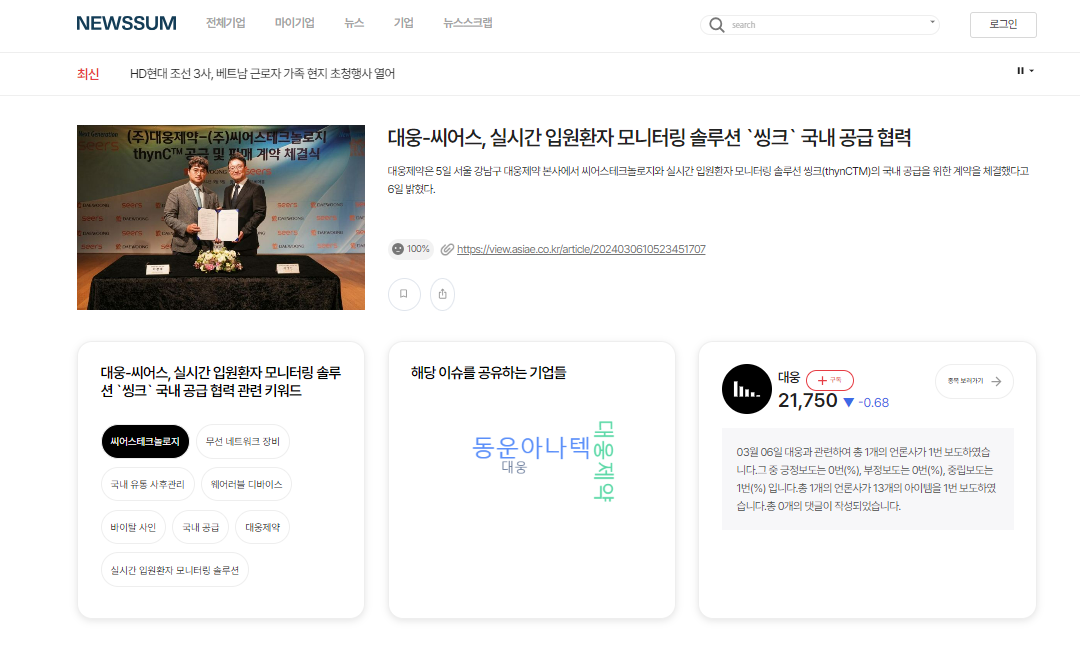 NEWSSUM 전체기업 마이기업 뉴스 기업 뉴스스크랩 search 로그인
최신 HD현대 조선 3사, 베트남 근로자 가족 현지 초청행사 열어
(주)대웅제약-(주)씨어스테크놀로지
thynC™ 공급 및 판매 계약 체결식
대웅-씨어스, 실시간 입원환자 모니터링 솔루션 `씽크` 국내 공급 협력
대웅제약은 5일 서울 강남구 대웅제약 본사에서 씨어스테크놀로지와 실시간 입원환자 모니터링 솔루션 씽크(thynCTM)의 국내 공급을 위한 계약을 체결했다고
6일 밝혔다.
100% https://view.asiae.co.kr/article/2024030610523451707
대웅-씨어스, 실시간 입원환자 모니터링 솔루
션 `씽크` 국내 공급 협력 관련 키워드
씨어스테크놀로지 무선 네트워크 장비
국내 유통 사후관리 웨어러블 디바이스
바이탈 사인 국내 공급 대웅제약
실시간 입원환자 모니터링 솔루션
해당 이슈를 공유하는 기업들
동운아나텍
대웅
대웅제약
대웅 + 구독
21,750 ▼ -0.68
종목 보러가기
03월 06일 대웅과 관련하여 총 1개의 언론사가 1번 보도하였습
니다.그 중 긍정보도는 0번(%), 부정보도는 0번(%), 중립보도는
1번(%) 입니다.총 1개의 언론사가 13개의 아이템을 1번 보도하였
습니다.총 0개의 댓글이 작성되었습니다.